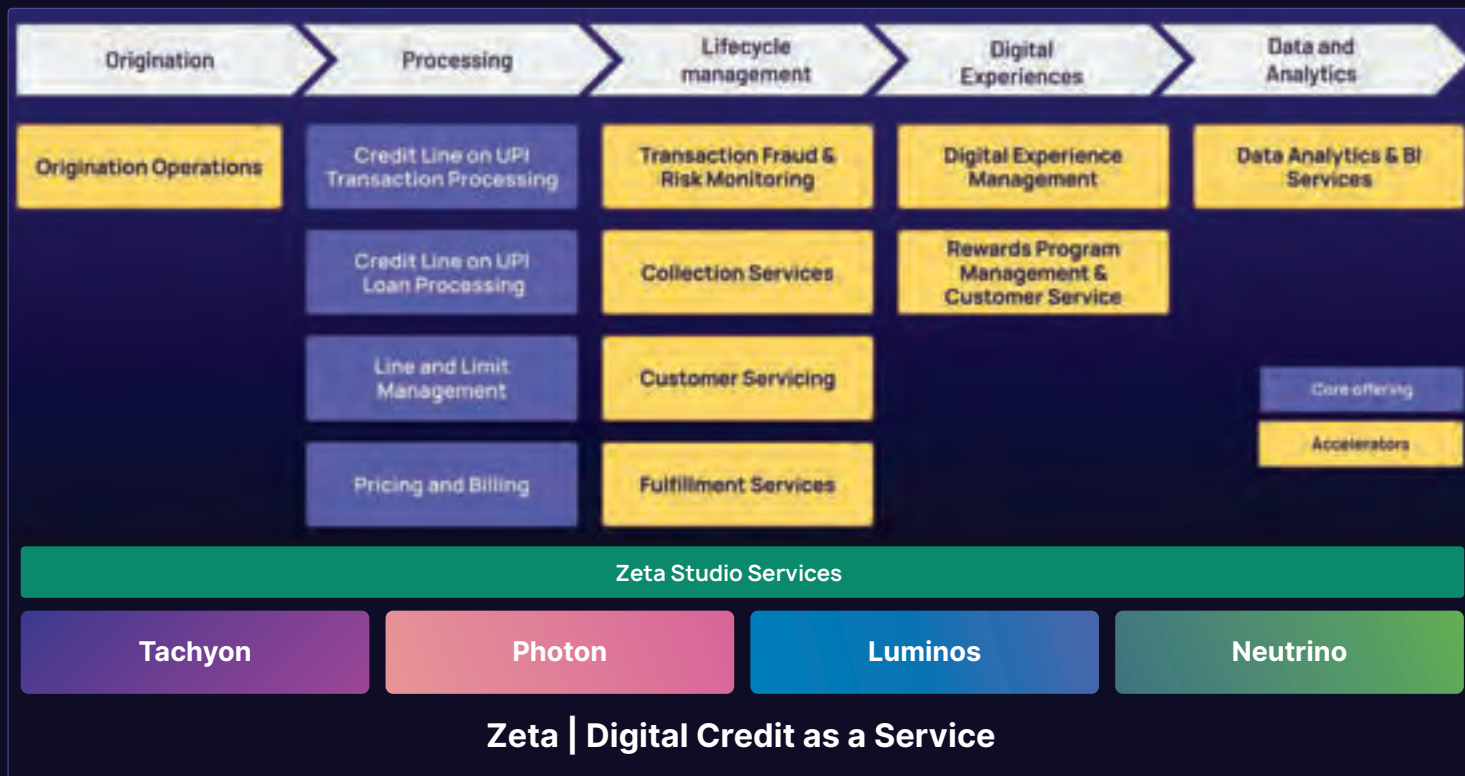 Origination
Processing
Lifecycle
management
Digital
Experiences
Data and
Analytics
Origination Operations
Credit Line on UPI
Transaction Processing
Transaction Fraud &
Risk Monitoring
Digital Experience
Management
Data Analytics & BI
Services
Credit Line on UPI
Loan Processing
Collection Services
Rewards Program
Management &
Customer Service
Line and Limit
Management
Customer Servicing
Core offering
Accelerators
Pricing and Billing
Fulfillment Services
Zeta Studio Services
Tachyon
Photon
Luminos
Neutrino
Zeta | Digital Credit as a Service